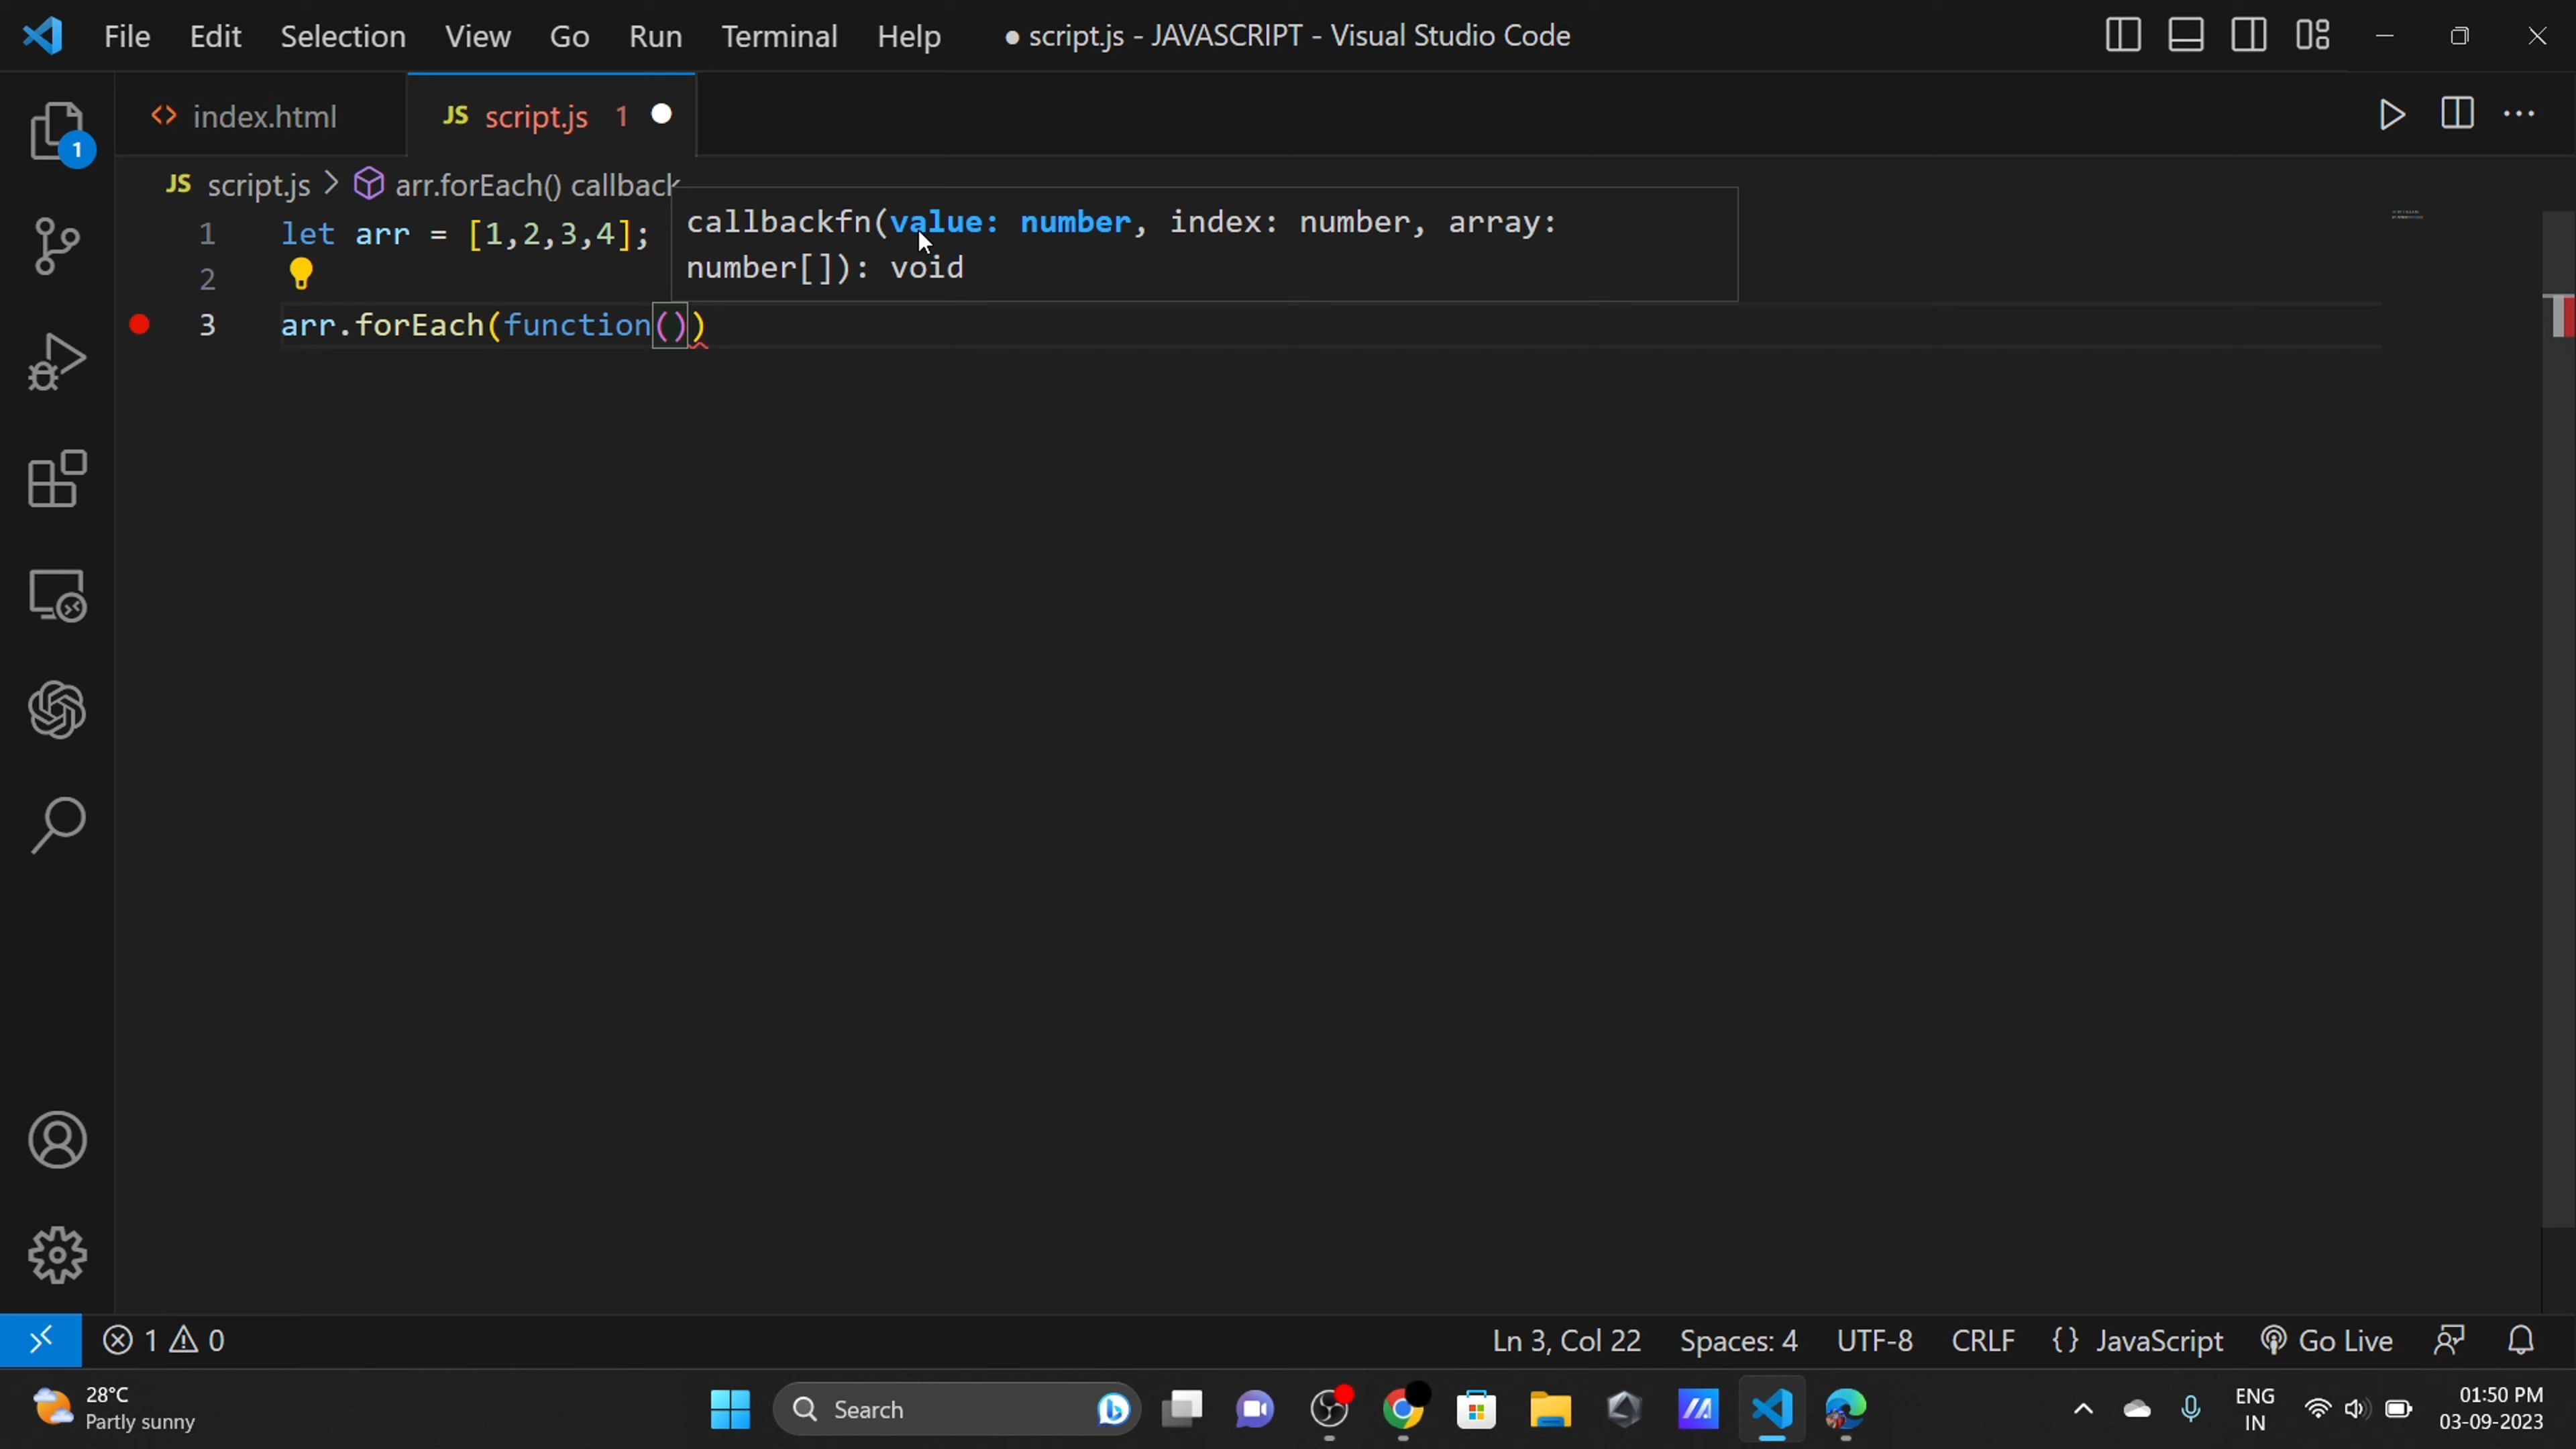 File Edit Selection View Go Run Terminal Help ● script.js - JAVASCRIPT - Visual Studio Code
<> index.html JS script.js 1
1
JS script.js > arr.forEach() callback
callbackfn(value: number, index: number, array:
number[]): void
1 let arr = [1,2,3,4];
2
3 arr.forEach(function())
1 0 Ln 3, Col 22 Spaces: 4 UTF-8 CRLF {} JavaScript Go Live
28°C
Partly sunny
Search
ENG
IN
01:50 PM
03-09-2023